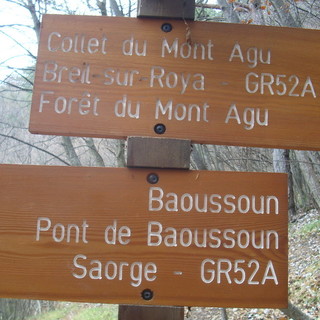 Collet du Mont Agu
Breil-sur-Roya - GR52A
Forêt du Mont Agu
Baoussoun
Pont de Baoussoun
Saorge - GR52A